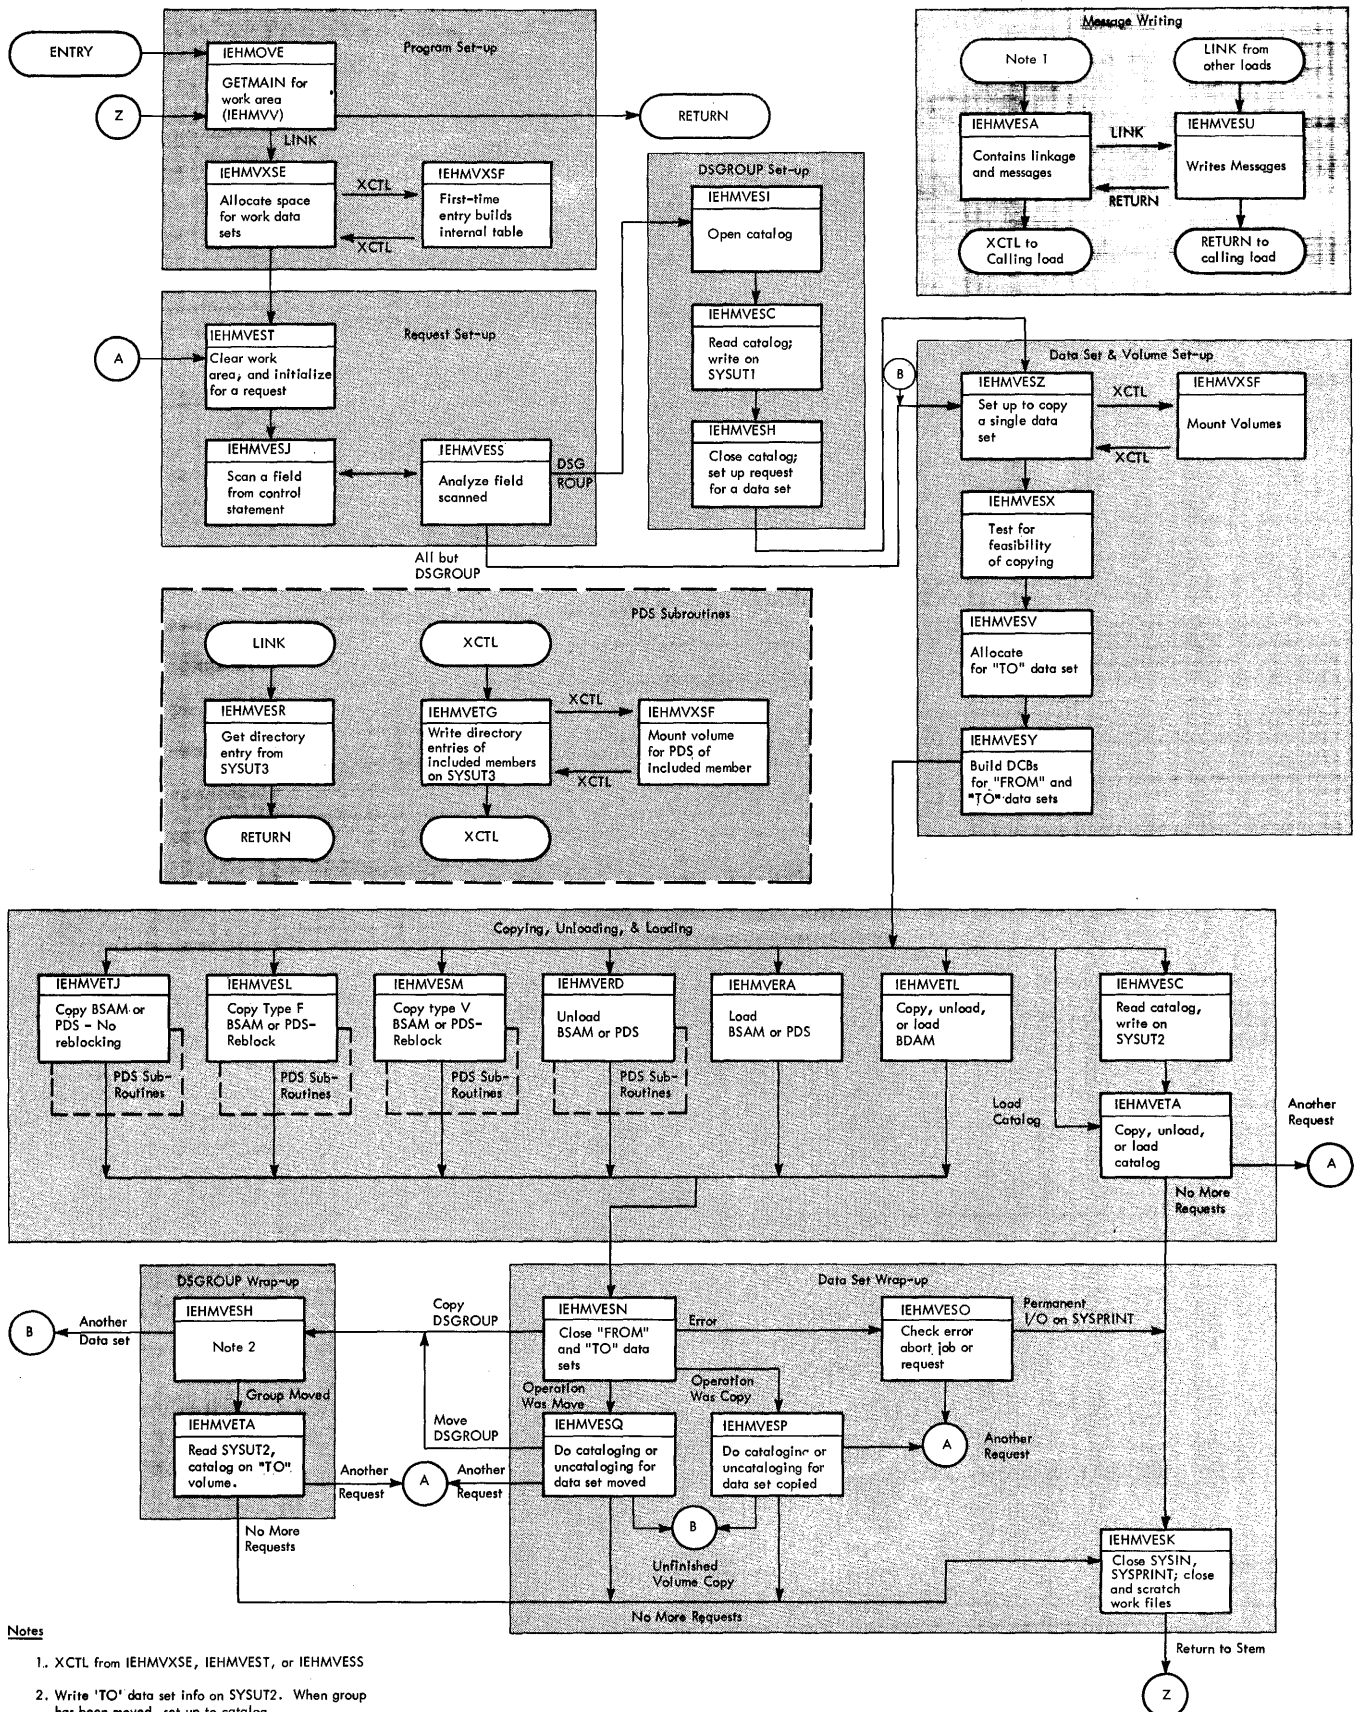 ENTRY
Program Set-up
IEHMOVE
GETMAIN for
work area
(IEHMVV)
Z
RETURN
LINK
IEHMVXSE
Allocate space
for work data
sets
XCTL
XCTL
IEHMVXSF
First-time
entry builds
internal table
Message Writing
Note 1
LINK from
other loads
IEHMVESA
Contains linkage
and messages
LINK
RETURN
IEHMVESU
Writes Messages
XCTL to
Calling load
RETURN to
calling load
DSGROUP Set-up
IEHMVESI
Open catalog
IEHMVESC
Read catalog;
write on
SYSUT1
IEHMVESH
Close catalog;
set up request
for a data set
Request Set-up
A
IEHMVEST
Clear work
area, and initialize
for a request
IEHMVESJ
Scan a field
from control
statement
IEHMVESS
Analyze field
scanned
DSG
ROUP
All but
DSGROUP
Data Set & Volume Set-up
B
IEHMVESZ
Set up to copy
a single data
set
XCTL
XCTL
IEHMVXSF
Mount Volumes
IEHMVESX
Test for
feasibility
of copying
IEHMVESV
Allocate
for "TO" data set
IEHMVESY
Build DCBs
for "FROM" and
"TO" data sets
PDS Subroutines
LINK
XCTL
IEHMVESR
Get directory
entry from
SYSUT3
IEHMVETG
Write directory
entries of
included members
on SYSUT3
XCTL
XCTL
IEHMVXSF
Mount volume
for PDS of
included member
RETURN
XCTL
Copying, Unloading, & Loading
IEHMVETJ
Copy BSAM or
PDS - No
reblocking
PDS Sub-
Routines
IEHMVESL
Copy Type F
BSAM or PDS-
Reblock
PDS Sub-
Routines
IEHMVESM
Copy type V
BSAM or PDS-
Reblock
PDS Sub-
Routines
IEHMVERD
Unload
BSAM or PDS
PDS Sub-
Routines
IEHMVERA
Load
BSAM or PDS
IEHMVETL
Copy, unload,
or load
BDAM
IEHMVESC
Read catalog,
write on
SYSUT2
Load
Catalog
IEHMVETA
Copy, unload,
or load
catalog
Another
Request
A
No More
Requests
DSGROUP Wrap-up
B
Another
Data set
IEHMVESH
Note 2
Group Moved
IEHMVETA
Read SYSUT2,
catalog on "TO"
volume.
Another
Request
A
Another
Request
No More
Requests
Copy
DSGROUP
Move
DSGROUP
Data Set Wrap-up
IEHMVESN
Close "FROM"
and "TO" data
sets
Error
IEHMVESO
Check error
abort job or
request
Permanent
I/O on SYSPRINT
Operation
Was Move
Operation
Was Copy
IEHMVESQ
Do cataloging or
uncataloging for
data set moved
IEHMVESP
Do cataloging or
uncataloging for
data set copied
A
Another
Request
B
Unfinished
Volume Copy
No More Requests
IEHMVESK
Close SYSIN,
SYSPRINT; close
and scratch
work files
Return to Stem
Z
Notes
1. XCTL from IEHMVXSE, IEHMVEST, or IEHMVESS
2. Write 'TO' data set info on SYSUT2. When group
has been moved, set up to catalog